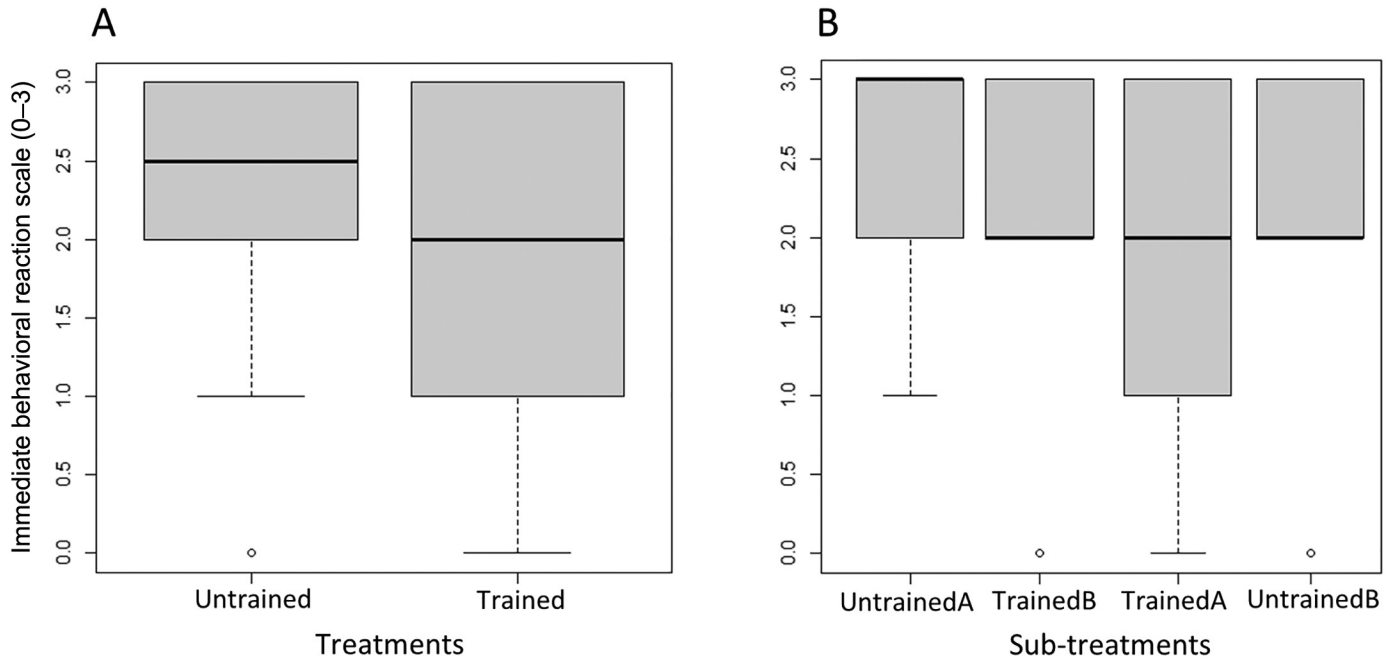 A
Immediate behavioral reaction scale (0–3)
3.0
2.5
2.0
1.5
1.0
0.5
0.0
Untrained Trained
Treatments
B
3.0
2.5
2.0
1.5
1.0
0.5
0.0
UntrainedA TrainedB TrainedA UntrainedB
Sub-treatments